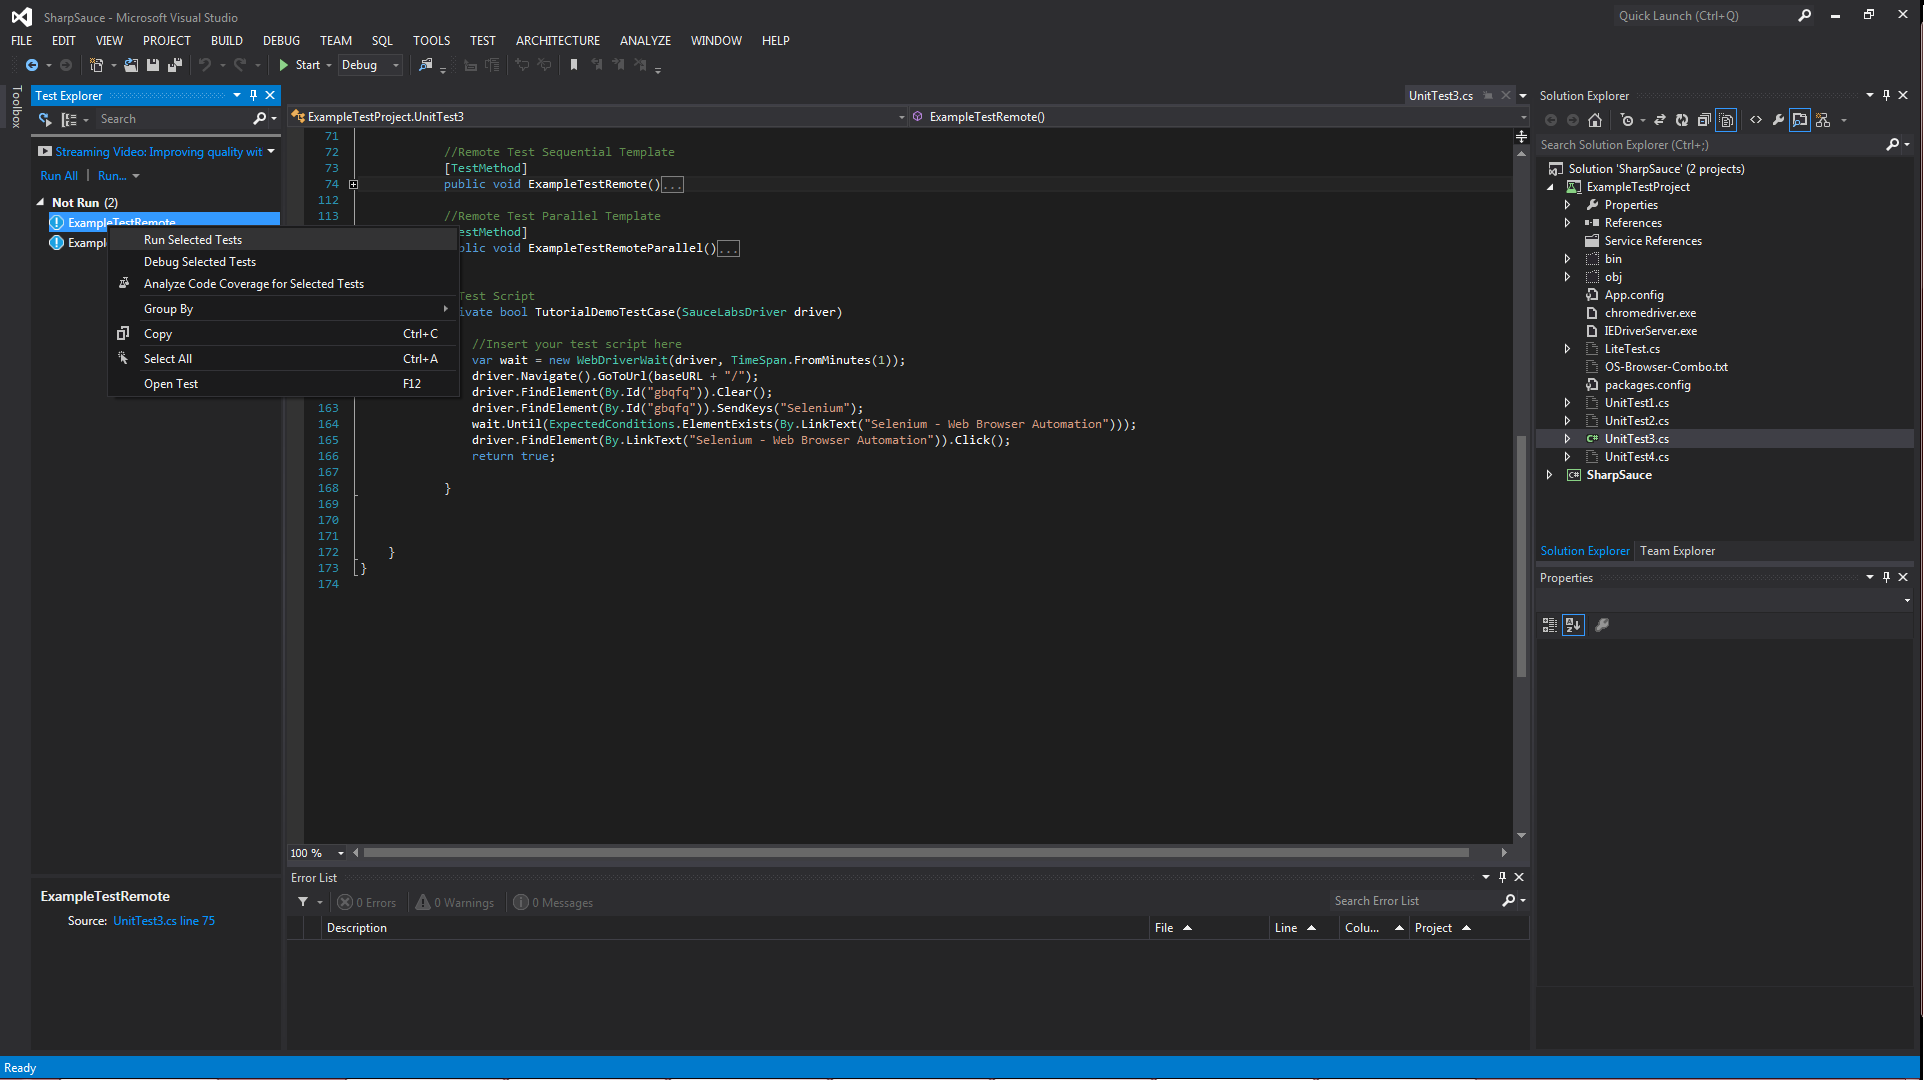 SharpSauce - Microsoft Visual Studio
Quick Launch (Ctrl+Q)
FILE EDIT VIEW PROJECT BUILD DEBUG TEAM SQL TOOLS TEST ARCHITECTURE ANALYZE WINDOW HELP
Start Debug
Toolbox
Test Explorer
Search
Streaming Video: Improving quality wit
Run All | Run...
Not Run (2)
ExampleTestRemote
Exampl
Run Selected Tests
Debug Selected Tests
Analyze Code Coverage for Selected Tests
Group By
Copy Ctrl+C
Select All Ctrl+A
Open Test F12
ExampleTestRemote
Source: UnitTest3.cs line 75
UnitTest3.cs
ExampleTestProject.UnitTest3
ExampleTestRemote()
71
72 //Remote Test Sequential Template
73 [TestMethod]
74 public void ExampleTestRemote()...
112
113 //Remote Test Parallel Template
estMethod]
blic void ExampleTestRemoteParallel()...
Test Script
ivate bool TutorialDemoTestCase(SauceLabsDriver driver)
//Insert your test script here
var wait = new WebDriverWait(driver, TimeSpan.FromMinutes(1));
driver.Navigate().GoToUrl(baseURL + "/");
driver.FindElement(By.Id("gbqfq")).Clear();
163 driver.FindElement(By.Id("gbqfq")).SendKeys("Selenium");
164 wait.Until(ExpectedConditions.ElementExists(By.LinkText("Selenium - Web Browser Automation")));
165 driver.FindElement(By.LinkText("Selenium - Web Browser Automation")).Click();
166 return true;
167
168 }
169
170
171
172 }
173 }
174
100 %
Error List
0 Errors 0 Warnings 0 Messages
Search Error List
Description File Line Colu... Project
Solution Explorer
Search Solution Explorer (Ctrl+;)
Solution 'SharpSauce' (2 projects)
ExampleTestProject
Properties
References
Service References
bin
obj
App.config
chromedriver.exe
IEDriverServer.exe
LiteTest.cs
OS-Browser-Combo.txt
packages.config
UnitTest1.cs
UnitTest2.cs
UnitTest3.cs
UnitTest4.cs
SharpSauce
Solution Explorer Team Explorer
Properties
Ready